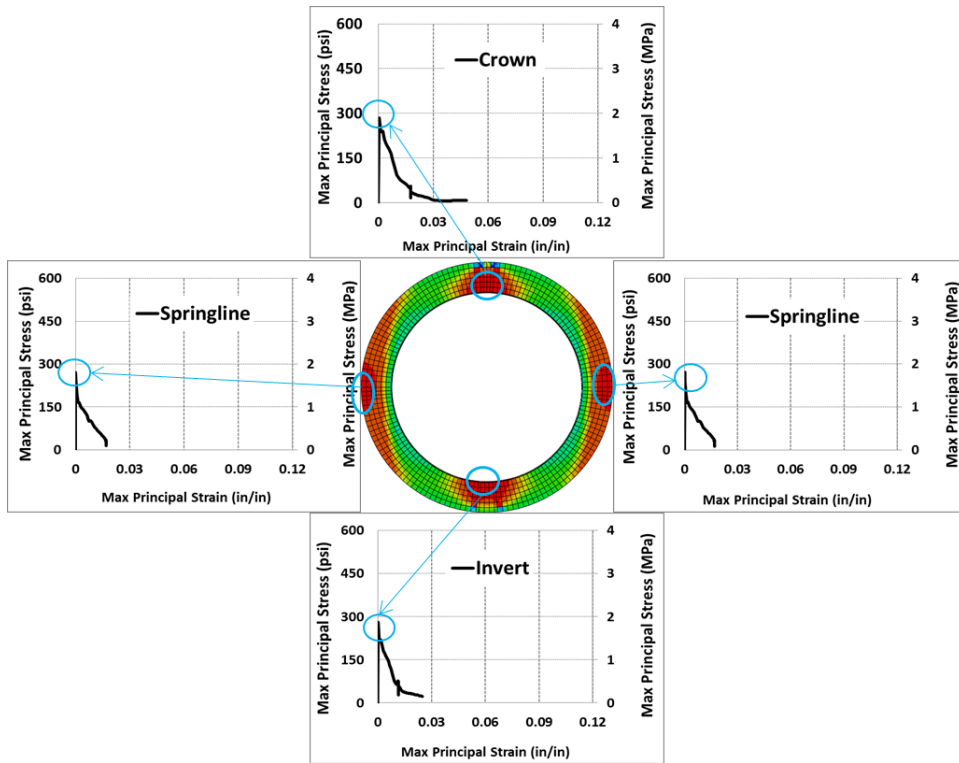 Max Principal Stress (psi)
600
450
300
150
0
Crown
4
3
2
1
0
Max Principal Stress (MPa)
0 0.03 0.06 0.09 0.12
Max Principal Strain (in/in)
Max Principal Stress (psi)
600
450
300
150
0
Springline
4
3
2
1
0
Max Principal Stress (MPa)
0 0.03 0.06 0.09 0.12
Max Principal Strain (in/in)
Max Principal Stress (psi)
600
450
300
150
0
Springline
4
3
2
1
0
Max Principal Stress (MPa)
0 0.03 0.06 0.09 0.12
Max Principal Strain (in/in)
Max Principal Stress (psi)
600
450
300
150
0
Invert
4
3
2
1
0
Max Principal Stress (MPa)
0 0.03 0.06 0.09 0.12
Max Principal Strain (in/in)